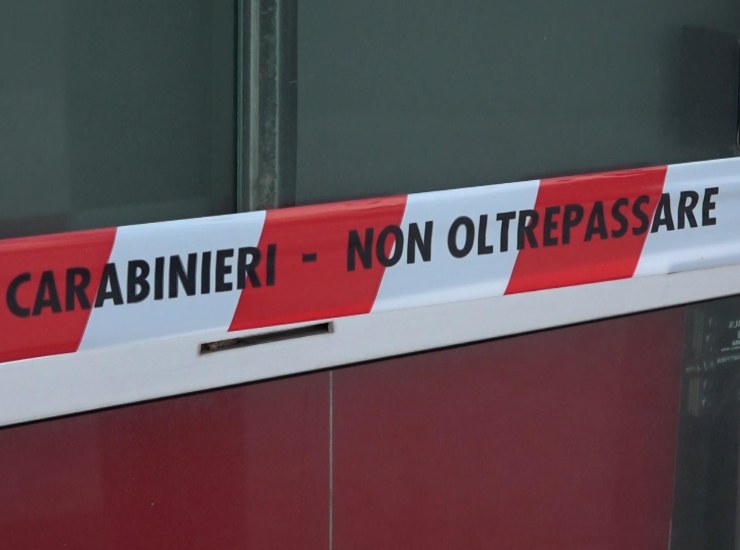 CARABINIERI - NON OLTREPASSARE